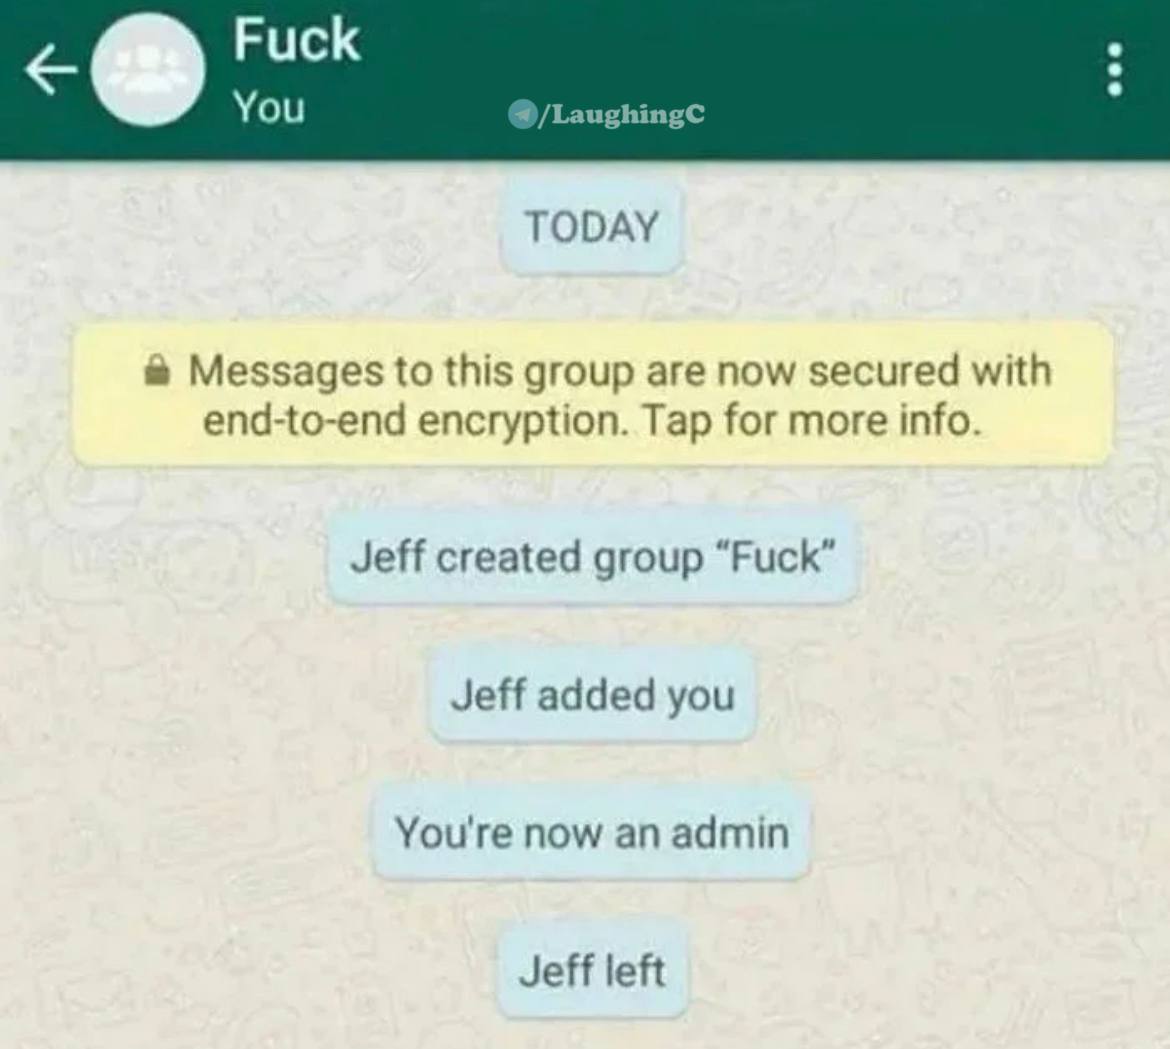 Fuck
You
/LaughingC
TODAY
Messages to this group are now secured with
end-to-end encryption. Tap for more info.
Jeff created group “Fuck”
Jeff added you
You're now an admin
Jeff left